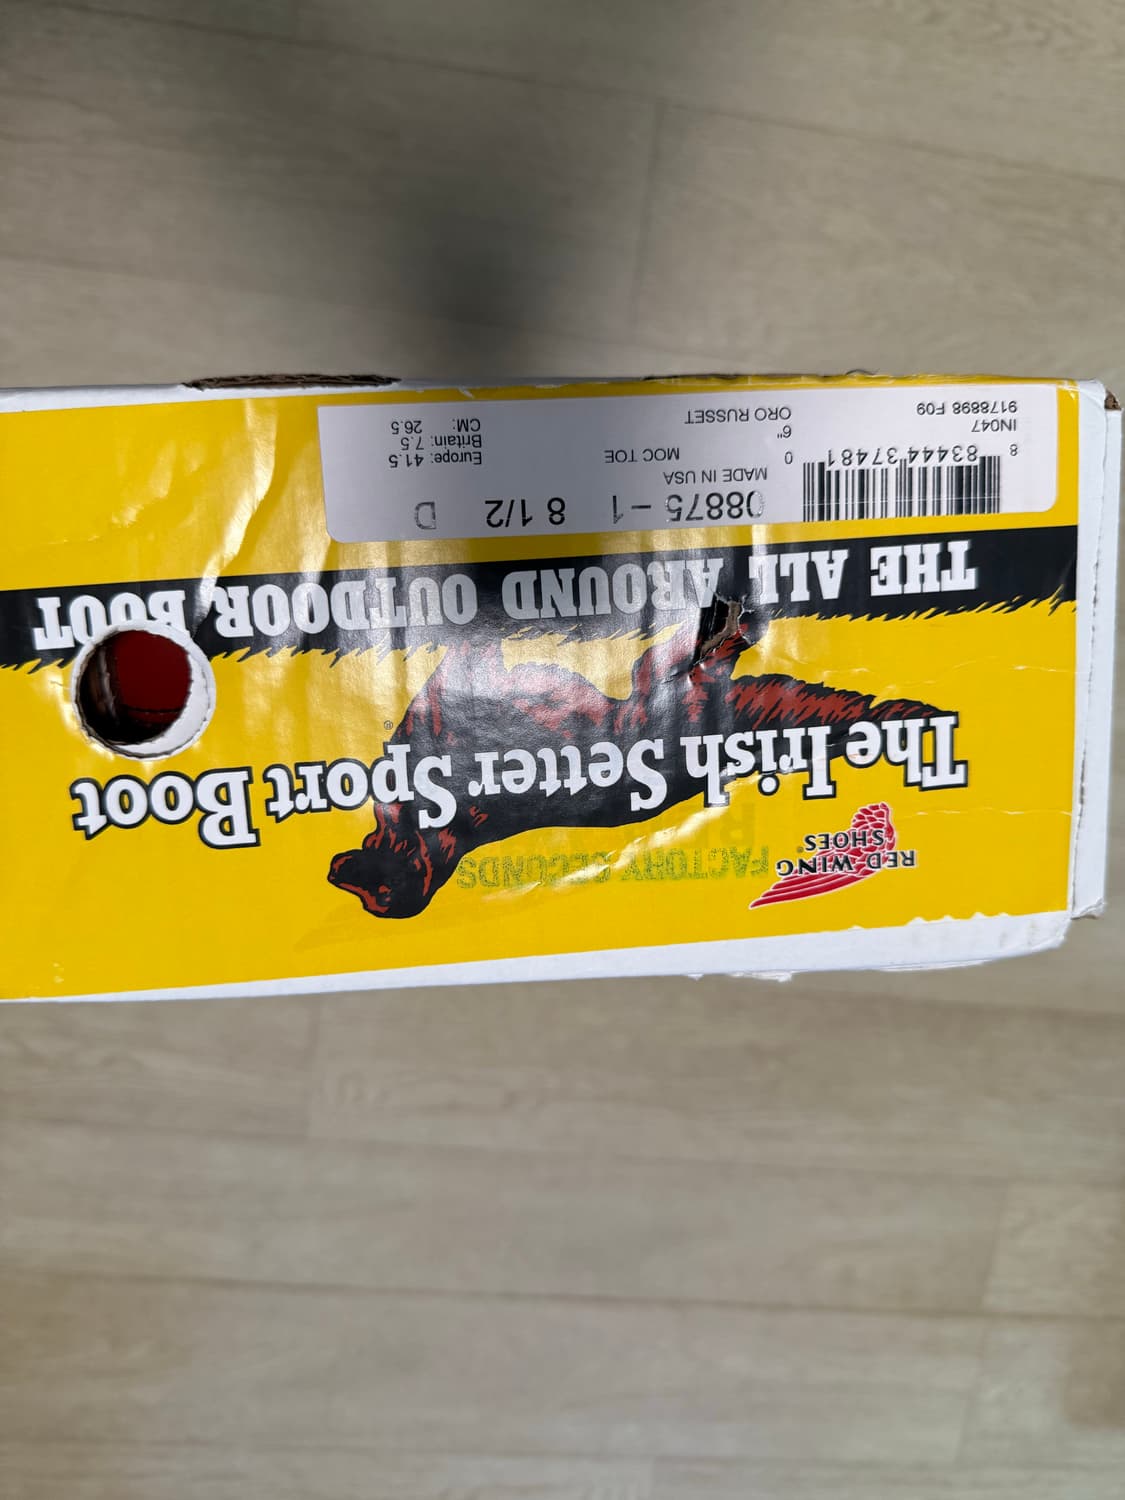 RED WING
SHOES®
FACTORY SECONDS
The Irish Setter Sport Boot®
THE ALL AROUND OUTDOOR BOOT
08875 - 1 8 1/2 D
MADE IN USA
8 83444 37481 0
MOC TOE
Europe: 41.5
Britain: 7.5
CM: 26.5
IN047
6"
9178898 F09
ORO RUSSET